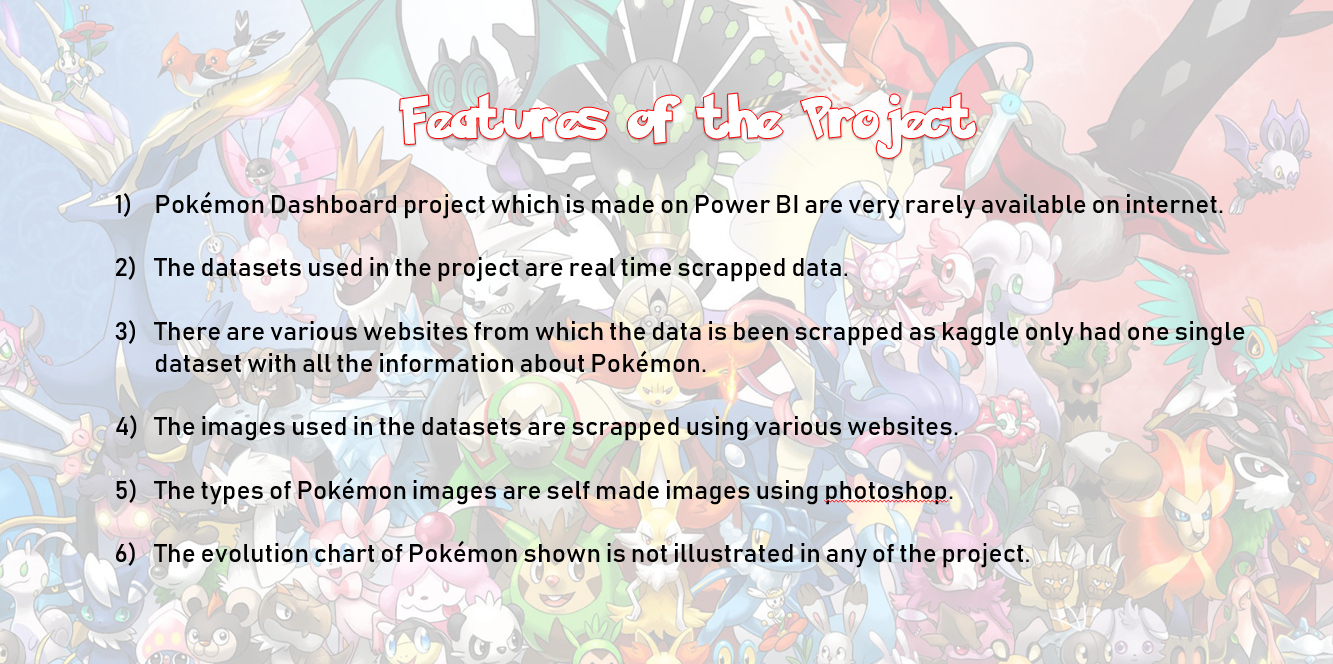 Features of the Project
1) Pokémon Dashboard project which is made on Power BI are very rarely available on internet.
2) The datasets used in the project are real time scrapped data.
3) There are various websites from which the data is been scrapped as kaggle only had one single
dataset with all the information about Pokémon.
4) The images used in the datasets are scrapped using various websites.
5) The types of Pokémon images are self made images using photoshop.
6) The evolution chart of Pokémon shown is not illustrated in any of the project.